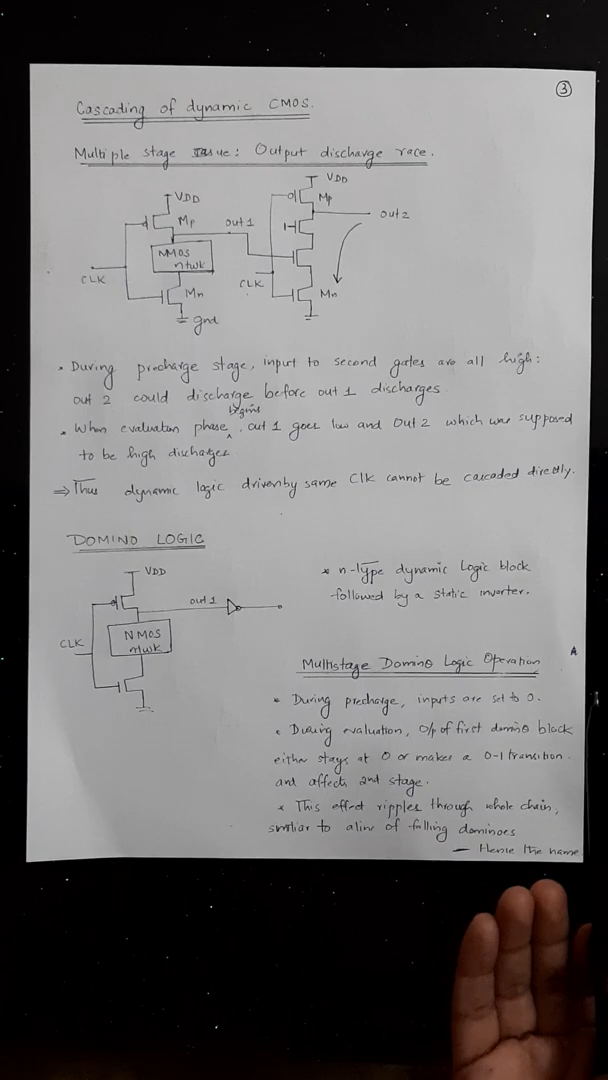 ③
Cascading of dynamic CMOS.
Multiple stage Issue: Output discharge race.
VDD
Mp
out 1
NMOS
ntwk
CLK
Mn
gnd
VDD
Mp
out 2
CLK
Mn
• During precharge stage, input to second gates are all high:
out 2 could discharge before out 1 discharges.
begins
• When evaluation phase ‸, out 1 goes low and Out 2 which was supposed
to be high discharges
⇒ Thus dynamic logic driven by same Clk cannot be cascaded directly.
DOMINO LOGIC
VDD
out 1
CLK
NMOS
ntwk
* n-type dynamic Logic block
followed by a static inverter.
A
Multistage Domino Logic Operation
* During precharge, inputs are set to 0.
• During evaluation, O/p of first domino block
either stays at 0 or makes a 0-1 transition.
and affects 2nd stage.
* This effect ripples through whole chain,
similar to a line of falling dominoes
— Hence the name.